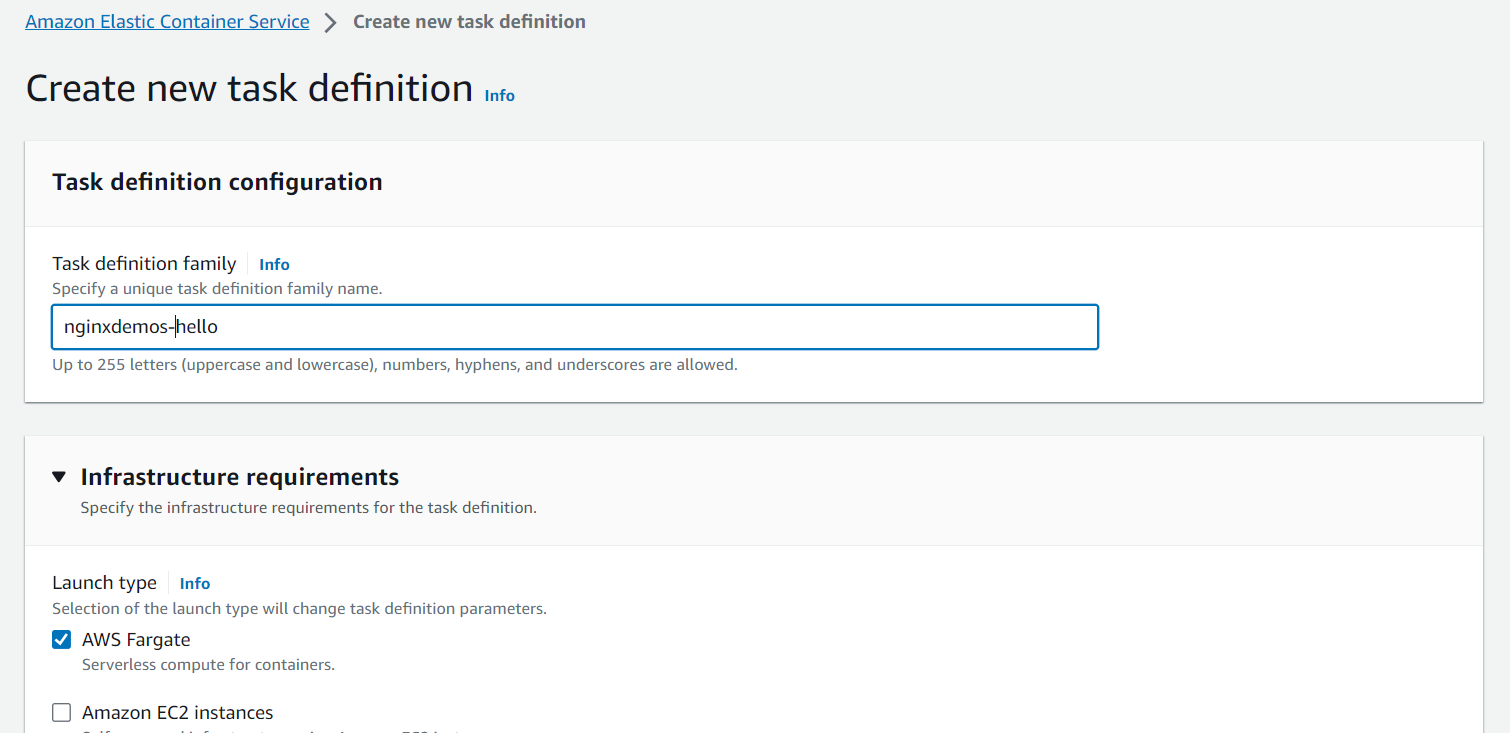 Amazon Elastic Container Service > Create new task definition
Create new task definition Info
Task definition configuration
Task definition family Info
Specify a unique task definition family name.
nginxdemos-hello
Up to 255 letters (uppercase and lowercase), numbers, hyphens, and underscores are allowed.
Infrastructure requirements
Specify the infrastructure requirements for the task definition.
Launch type Info
Selection of the launch type will change task definition parameters.
AWS Fargate
Serverless compute for containers.
Amazon EC2 instances